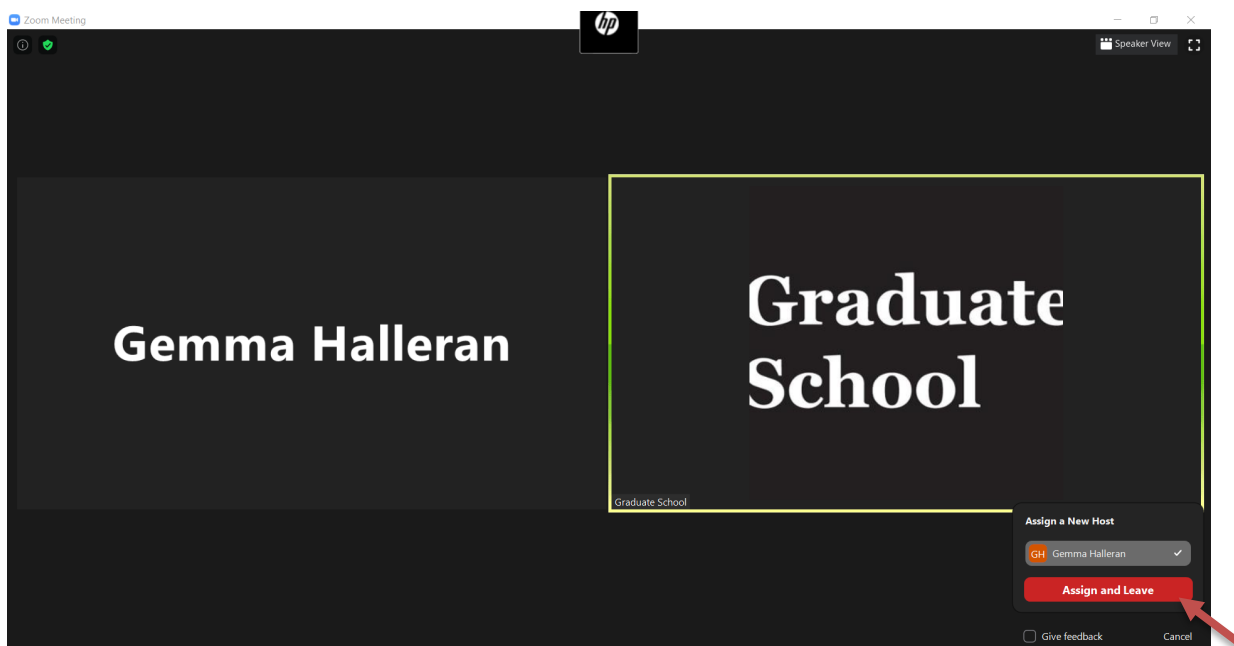 Zoom Meeting
hp
Speaker View
Gemma Halleran
Graduate
School
Graduate School
Assign a New Host
GH Gemma Halleran
Assign and Leave
Give feedback Cancel